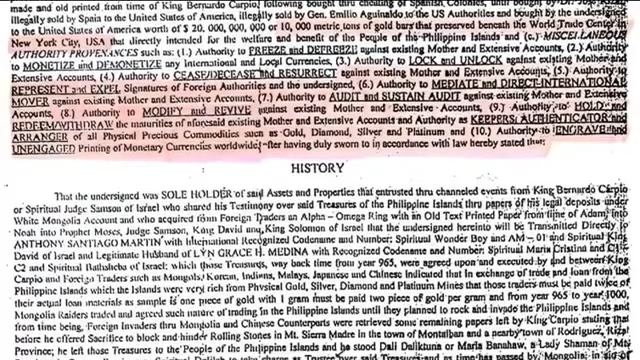 made and old printed from time of King Bernardo Carpio, following bought thru cheating of Spanish Colonies, until bought by
illegally sold by Spain to the United States of America, illegally sold by Gen. Emilio Aguinaldo to the US Authorities and bought by the undersigned
to the United States of America worth of $ 20, 000,000, 000 or 10, 000 metric tons of gold bars that preserved beneath the World Trade Center in
New York City, USA that directly intended for the welfare and benefit of the People of the Philippine Islands and (c.) MISCELLANEOUS
AUTHORITY PROVENANCES such as: (1.) Authority to FREEZE and DEFREEZE against existing Mother and Extensive Accounts, (2.) Authority
to MONETIZE and DEMONETIZE any International and Local Currencies, (3.) Authority to LOCK and UNLOCK against existing Mother and
Extensive Accounts, (4.) Authority to CEASE/DECEASE and RESURRECT against existing Mother and Extensive Accounts, (5.) Authority to
REPRESENT and EXPEL Signatures of Foreign Authorities and the undersigned, (6.) Authority to MEDIATE and DIRECT INTERNATIONAL
MOVER against existing Mother and Extensive Accounts, (7.) Authority to AUDIT and SUSTAIN AUDIT against existing Mother and Extensive
Accounts, (8.) Authority to MODIFY and REVIVE against existing Mother and Extensive Accounts, (9.) Authority to HOLD and
REDEEM/WITHRAW the maturities of aforesaid existing Mother and Extensive Accounts and Authority as KEEPERS, AUTHENTICATOR and
ARRANGER of all Physical Precious Commodities such as Gold, Diamond, Silver and Platinum and (10.) Authority to ENGRAVE and
UNENGAGED Printing of Monetary Currencies worldwide, after having duly sworn to in accordance with law hereby stated that:
HISTORY
That the undersigned was SOLE HOLDER of said Assets and Properties that entrusted thru channeled events from King Bernardo Carpio
or Spiritual Judge Samson of Israel who shared his Testimony over said Treasures of the Philippine Islands thru papers of his legal deposits under
White Mongolia Account and who acquired from Foreign Traders an Alpha - Omega Ring with an Old Text Printed Paper from time of Adam into
Noah into Prophet Moses, Judge Samson, King David and King Solomon of Israel that the undersigned hereinto will be Transmitted Directly to
ANTHONY SANTIAGO MARTIN with International Recognized Codename and Number: Spiritual Wonder Boy and AM – 01 and Spiritual King
David of Israel and Legitimate Husband of LYN GRACE H. MEDINA with Recognized Codename and Number: Spiritual Maria Cristina and
C2 and Spiritual Bathsheba of Israel; which those Treasures, way back time from year 965, were agreed upon and executed by and between King
Carpio and Foreign Traders such as Mongols, Korean, Indians, Malays, Japanese and Chinese Indicated that in exchange of trade and loan from the
Philippine Islands which the Islands were very rich from Physical Gold, Silver, Diamond and Platinum Mines that those treasures must be paid twice of
their actual loan materials as sample is one piece of gold with 1 gram must be paid two piece of gold per gram and from year 965 to year 1000,
Mongolia Raiders traded and agreed such nature of trading in the Philippine Islands until they planned to rock and invade the Philippine Islands and
from time being, Foreign Invaders thru Mongolia and Chinese Counterparts were retrieved some remaining papers left by King Carpio stating that
before he offered Sacrifice to block and hinder Rolling Stones in Mt. Sierra Madre in the town of Montalban and a nearby town of Rodriguez, Rizal
Province; he left those Treasures to the People of the Philippine Islands and he stood Dali Dalikturna or Maria Banahaw, a Lady Shaman of Mt.